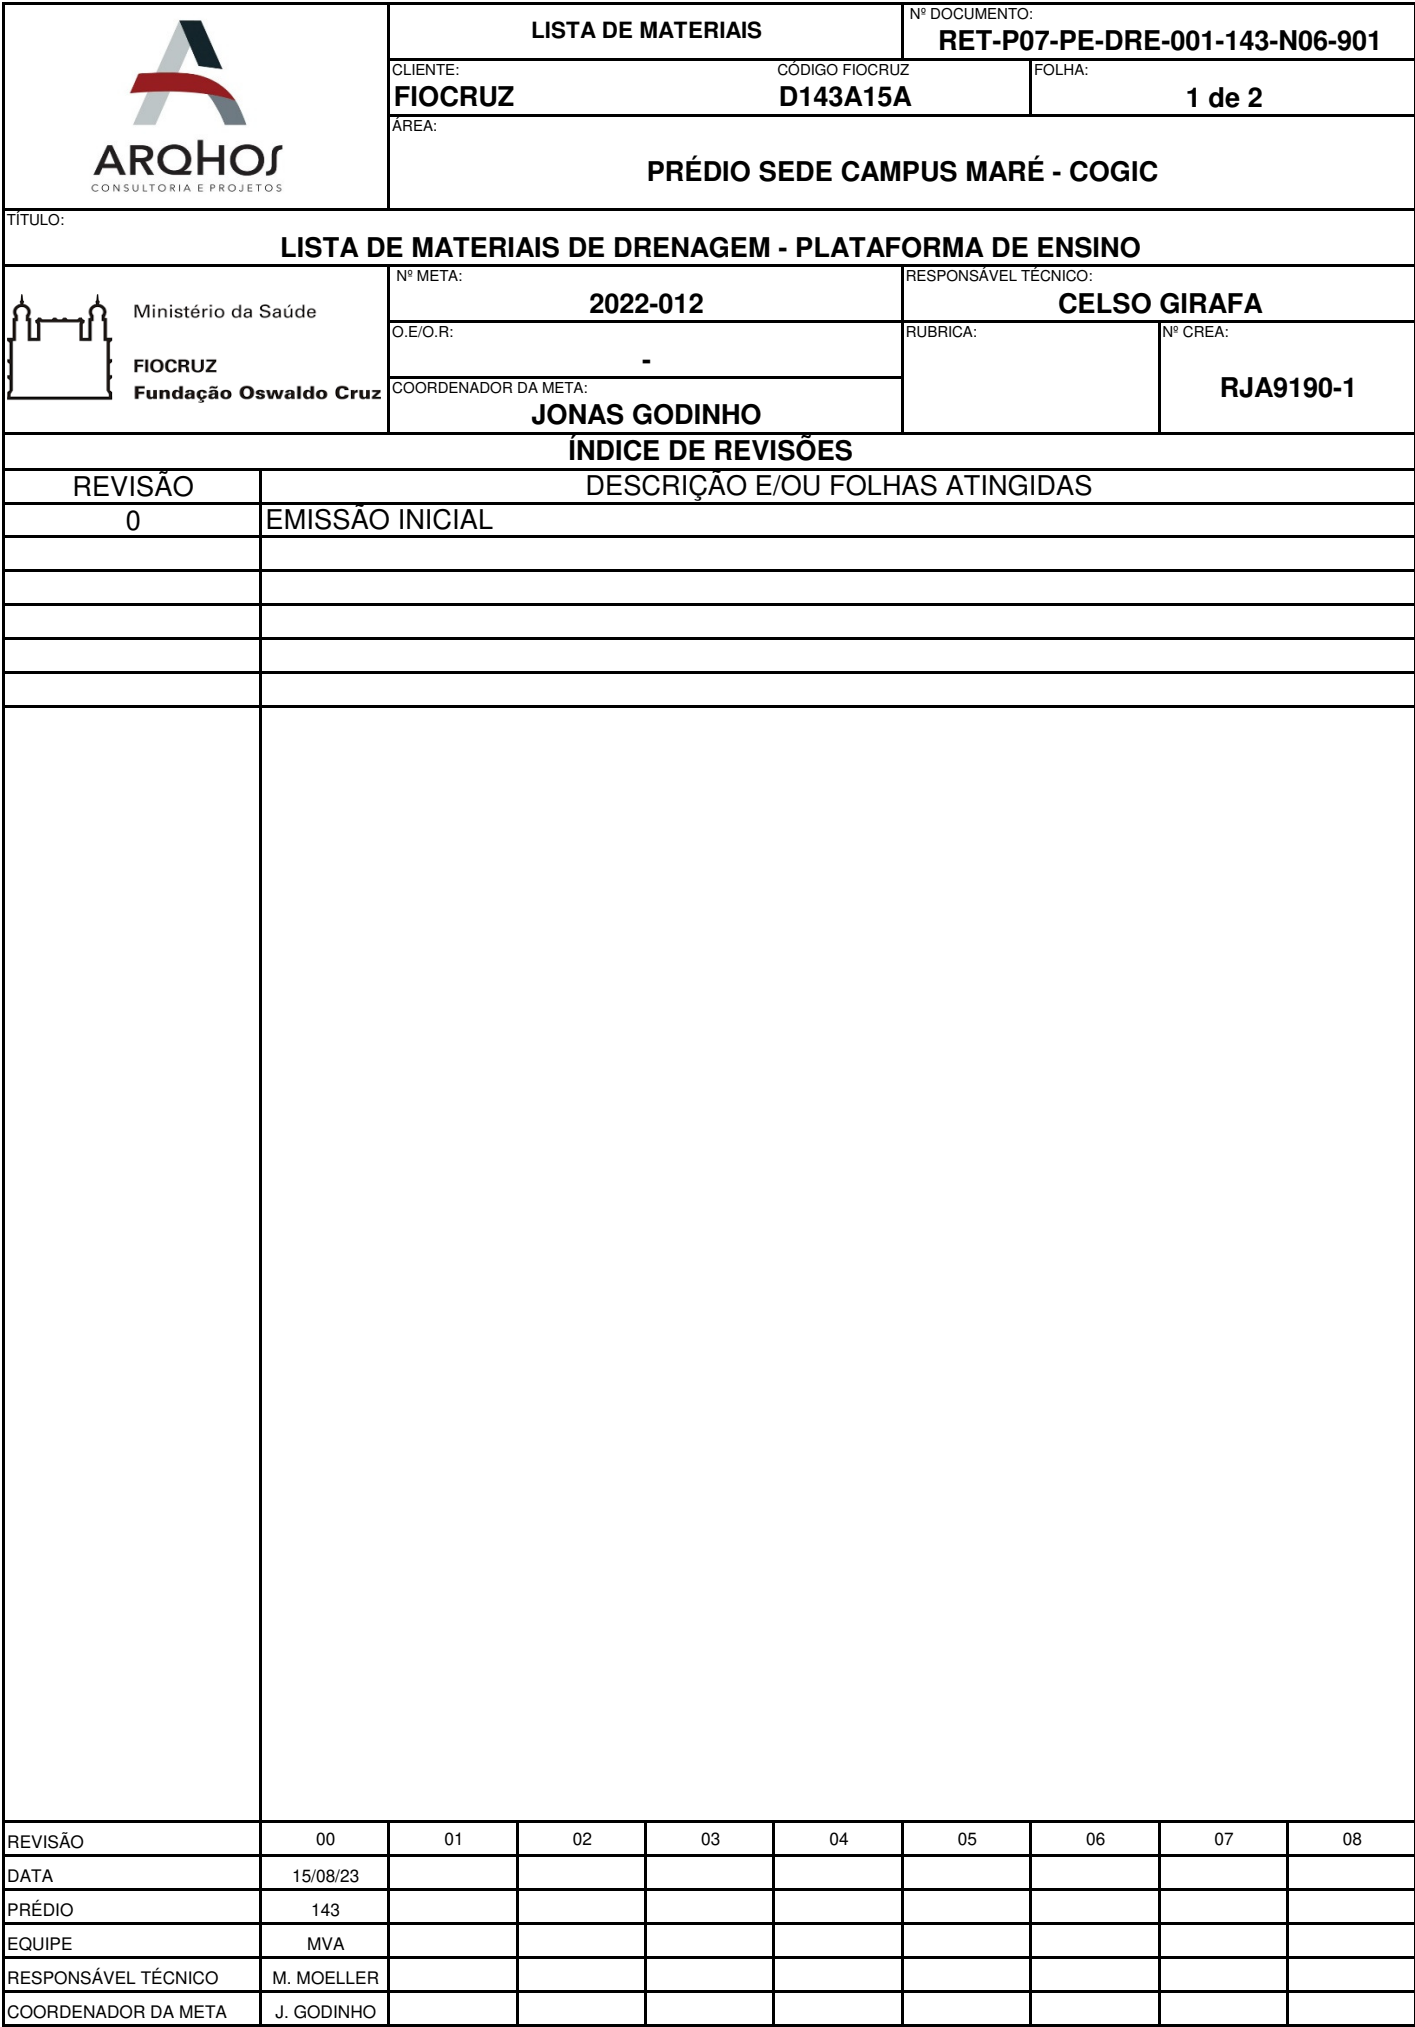 ARQHOS
CONSULTORIA E PROJETOS
LISTA DE MATERIAIS
Nº DOCUMENTO:
RET-P07-PE-DRE-001-143-N06-901
CLIENTE:
FIOCRUZ
CÓDIGO FIOCRUZ
D143A15A
FOLHA:
1 de 2
ÁREA:
PRÉDIO SEDE CAMPUS MARÉ - COGIC
TÍTULO:
LISTA DE MATERIAIS DE DRENAGEM - PLATAFORMA DE ENSINO
Ministério da Saúde
FIOCRUZ
Fundação Oswaldo Cruz
Nº META:
2022-012
RESPONSÁVEL TÉCNICO:
CELSO GIRAFA
O.E/O.R:
-
RUBRICA:
Nº CREA:
RJA9190-1
COORDENADOR DA META:
JONAS GODINHO
ÍNDICE DE REVISÕES
REVISÃO DESCRIÇÃO E/OU FOLHAS ATINGIDAS
0 EMISSÃO INICIAL
REVISÃO 00 01 02 03 04 05 06 07 08
DATA 15/08/23
PRÉDIO 143
EQUIPE MVA
RESPONSÁVEL TÉCNICO M. MOELLER
COORDENADOR DA META J. GODINHO